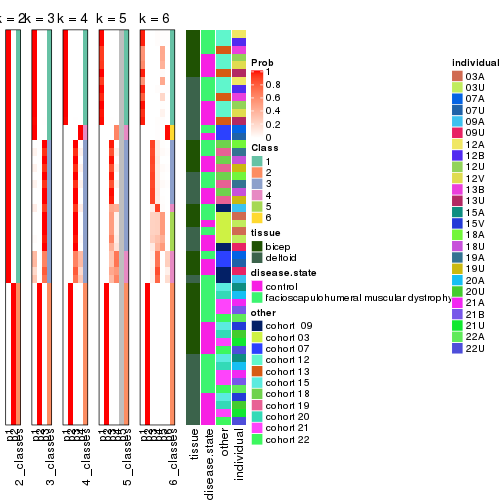 k = 2
k = 3
k = 4
k = 5
k = 6
2_classes
3_classes
4_classes
5_classes
6_classes
tissue
disease.state
other
individual
Prob
1
0.8
0.6
0.4
0.2
0
Class
1
2
3
4
5
6
tissue
bicep
deltoid
disease.state
control
facioscapulohumeral muscular dystrophy
other
cohort 09
cohort 03
cohort 07
cohort 12
cohort 13
cohort 15
cohort 18
cohort 19
cohort 20
cohort 21
cohort 22
individual
03A
03U
07A
07U
09A
09U
12A
12B
12U
12V
13B
13U
15A
15V
18A
18U
19A
19U
20A
20U
21A
21B
21U
22A
22U